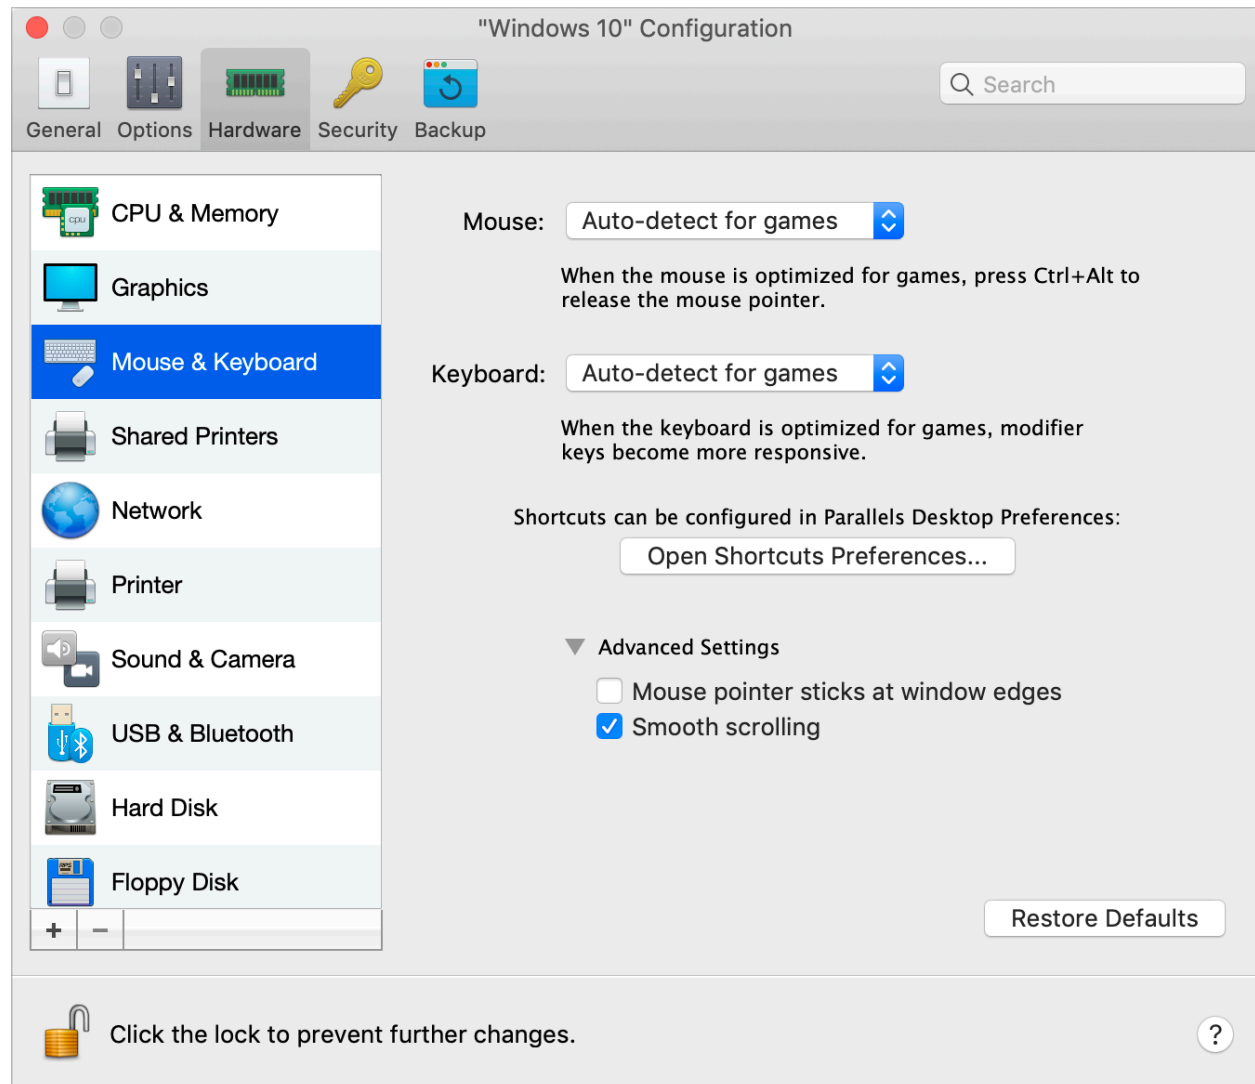 "Windows 10" Configuration
General
Options
Hardware
Security
Backup
Search
CPU & Memory
cpu
Graphics
Mouse & Keyboard
Shared Printers
Network
Printer
Sound & Camera
USB & Bluetooth
Hard Disk
Floppy Disk
Mouse: Auto-detect for games
When the mouse is optimized for games, press Ctrl+Alt to
release the mouse pointer.
Keyboard: Auto-detect for games
When the keyboard is optimized for games, modifier
keys become more responsive.
Shortcuts can be configured in Parallels Desktop Preferences:
Open Shortcuts Preferences...
Advanced Settings
Mouse pointer sticks at window edges
Smooth scrolling
Restore Defaults
Click the lock to prevent further changes.
?